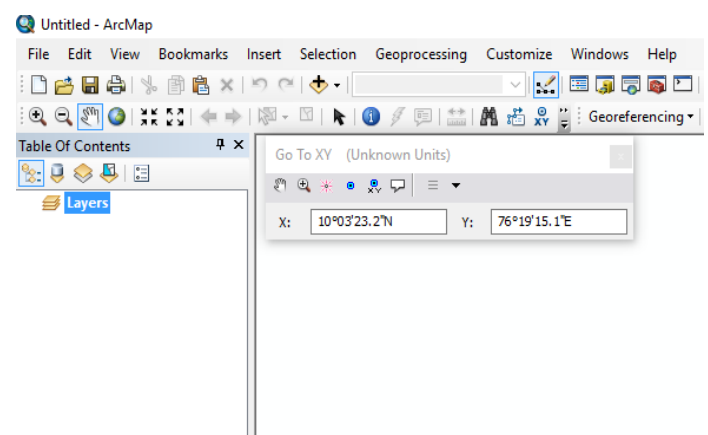 Untitled - ArcMap
File Edit View Bookmarks Insert Selection Geoprocessing Customize Windows Help
XY Georeferencing
Table Of Contents
Layers
Go To XY (Unknown Units)
X: 10°03'23.2"N Y: 76°19'15.1"E